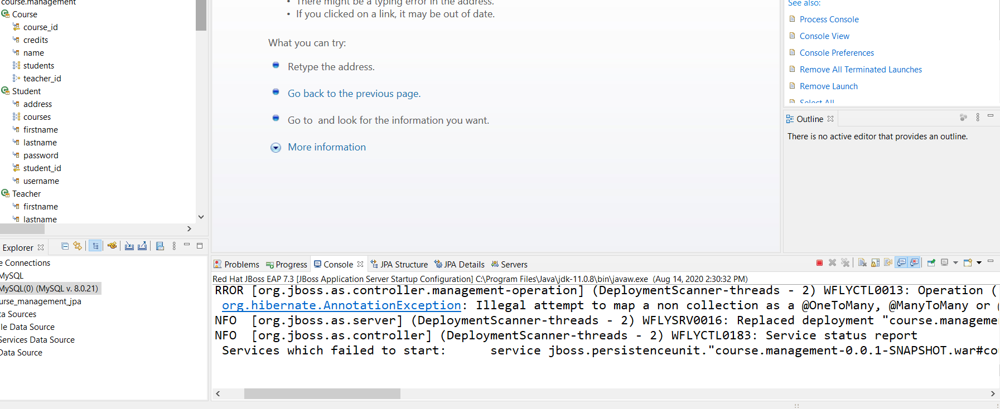 course.management
Course
course_id
credits
name
students
teacher_id
Student
address
courses
firstname
lastname
password
student_id
username
Teacher
firstname
lastname
Explorer
e Connections
MySQL
MySQL(0) (MySQL v. 8.0.21)
urse_management_jpa
ta Sources
le Data Source
Services Data Source
Data Source
• There might be a typing error in the address.
• If you clicked on a link, it may be out of date.
What you can try:
Retype the address.
Go back to the previous page.
Go to  and look for the information you want.
More information
See also:
Process Console
Console View
Console Preferences
Remove All Terminated Launches
Remove Launch
Select All
Outline
There is no active editor that provides an outline.
Problems Progress Console JPA Structure JPA Details Servers
Red Hat JBoss EAP 7.3 [JBoss Application Server Startup Configuration] C:\Program Files\Java\jdk-11.0.8\bin\javaw.exe (Aug 14, 2020 2:30:32 PM)
RROR [org.jboss.as.controller.management-operation] (DeploymentScanner-threads - 2) WFLYCTL0013: Operation (
org.hibernate.AnnotationException: Illegal attempt to map a non collection as a @OneToMany, @ManyToMany or @
NFO  [org.jboss.as.server] (DeploymentScanner-threads - 2) WFLYSRV0016: Replaced deployment "course.manageme
NFO  [org.jboss.as.controller] (DeploymentScanner-threads - 2) WFLYCTL0183: Service status report
Services which failed to start:      service jboss.persistenceunit."course.management-0.0.1-SNAPSHOT.war#co